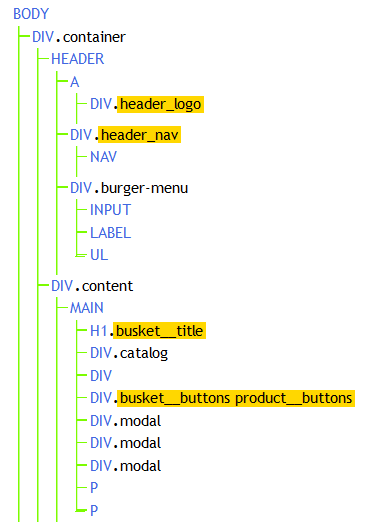 BODY
DIV.container
HEADER
A
DIV.header_logo
DIV.header_nav
NAV
DIV.burger-menu
INPUT
LABEL
UL
DIV.content
MAIN
H1.busket__title
DIV.catalog
DIV
DIV.busket__buttons product__buttons
DIV.modal
DIV.modal
DIV.modal
P
P